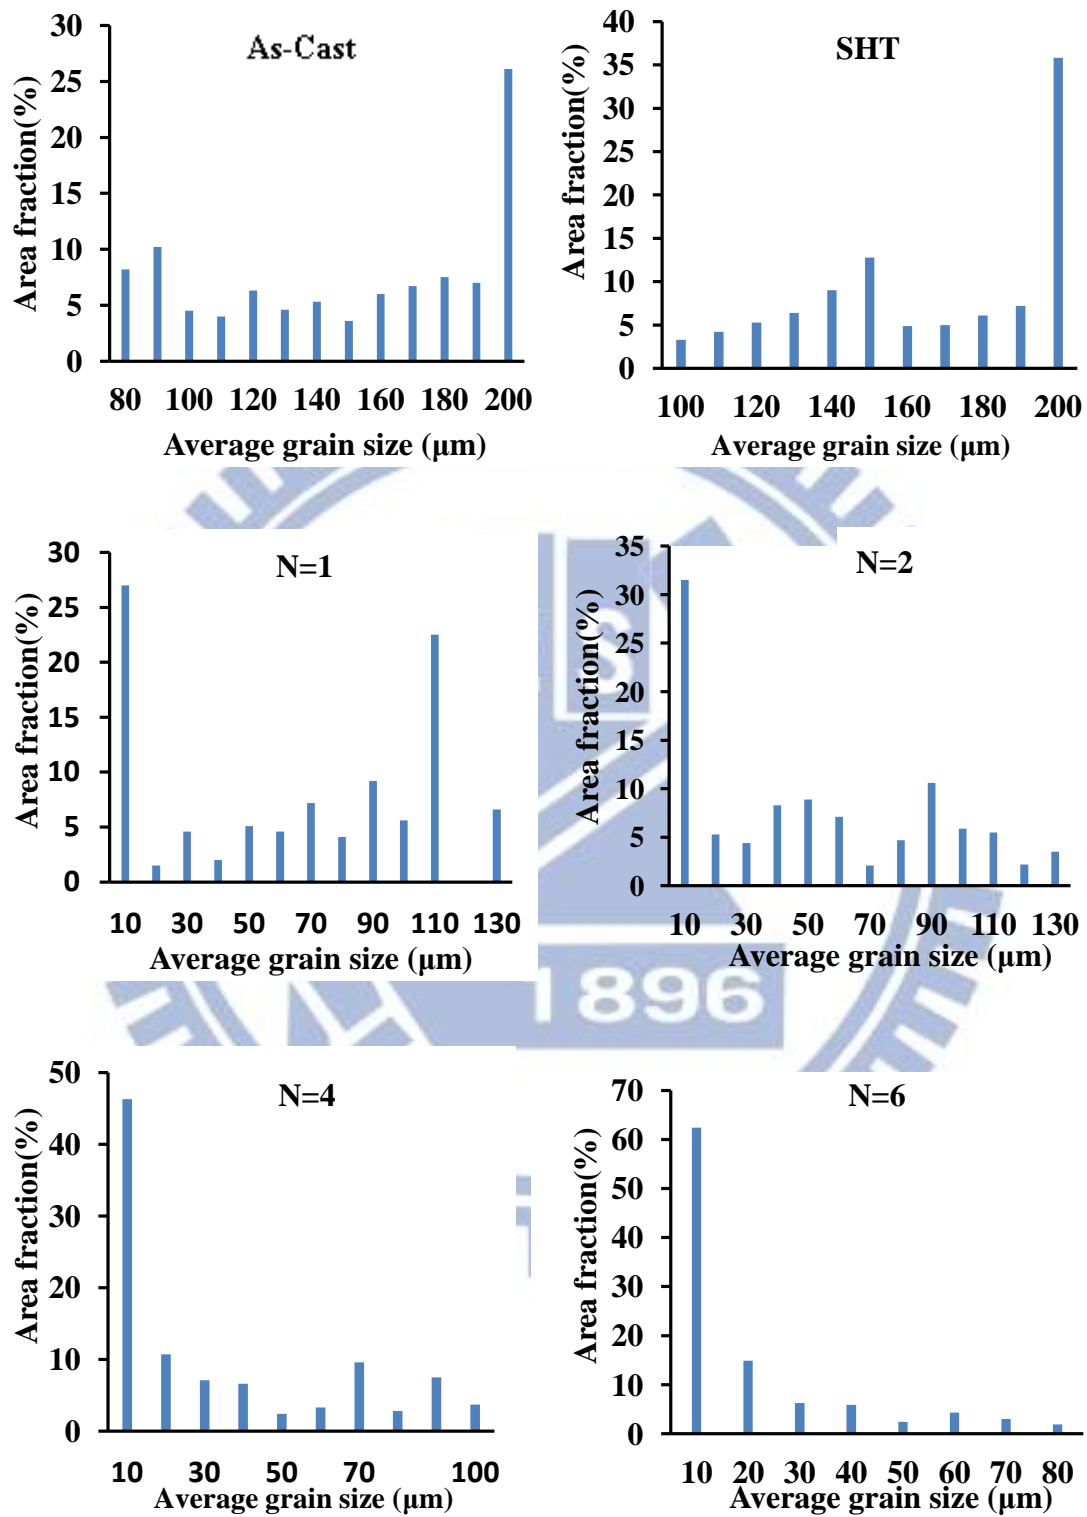 As-Cast
Area fraction(%)
30
25
20
15
10
5
0
80 100 120 140 160 180 200
Average grain size (μm)
SHT
Area fraction(%)
40
35
30
25
20
15
10
5
0
100 120 140 160 180 200
Average grain size (μm)
N=1
Area fraction(%)
30
25
20
15
10
5
0
10 30 50 70 90 110 130
Average grain size (μm)
N=2
Area fraction(%)
35
30
25
20
15
10
5
0
10 30 50 70 90 110 130
Average grain size (μm)
1896
N=4
Area fraction(%)
50
40
30
20
10
0
10 30 50 70 100
Average grain size (μm)
N=6
Area fraction(%)
70
60
50
40
30
20
10
0
10 20 30 40 50 60 70 80
Average grain size (μm)